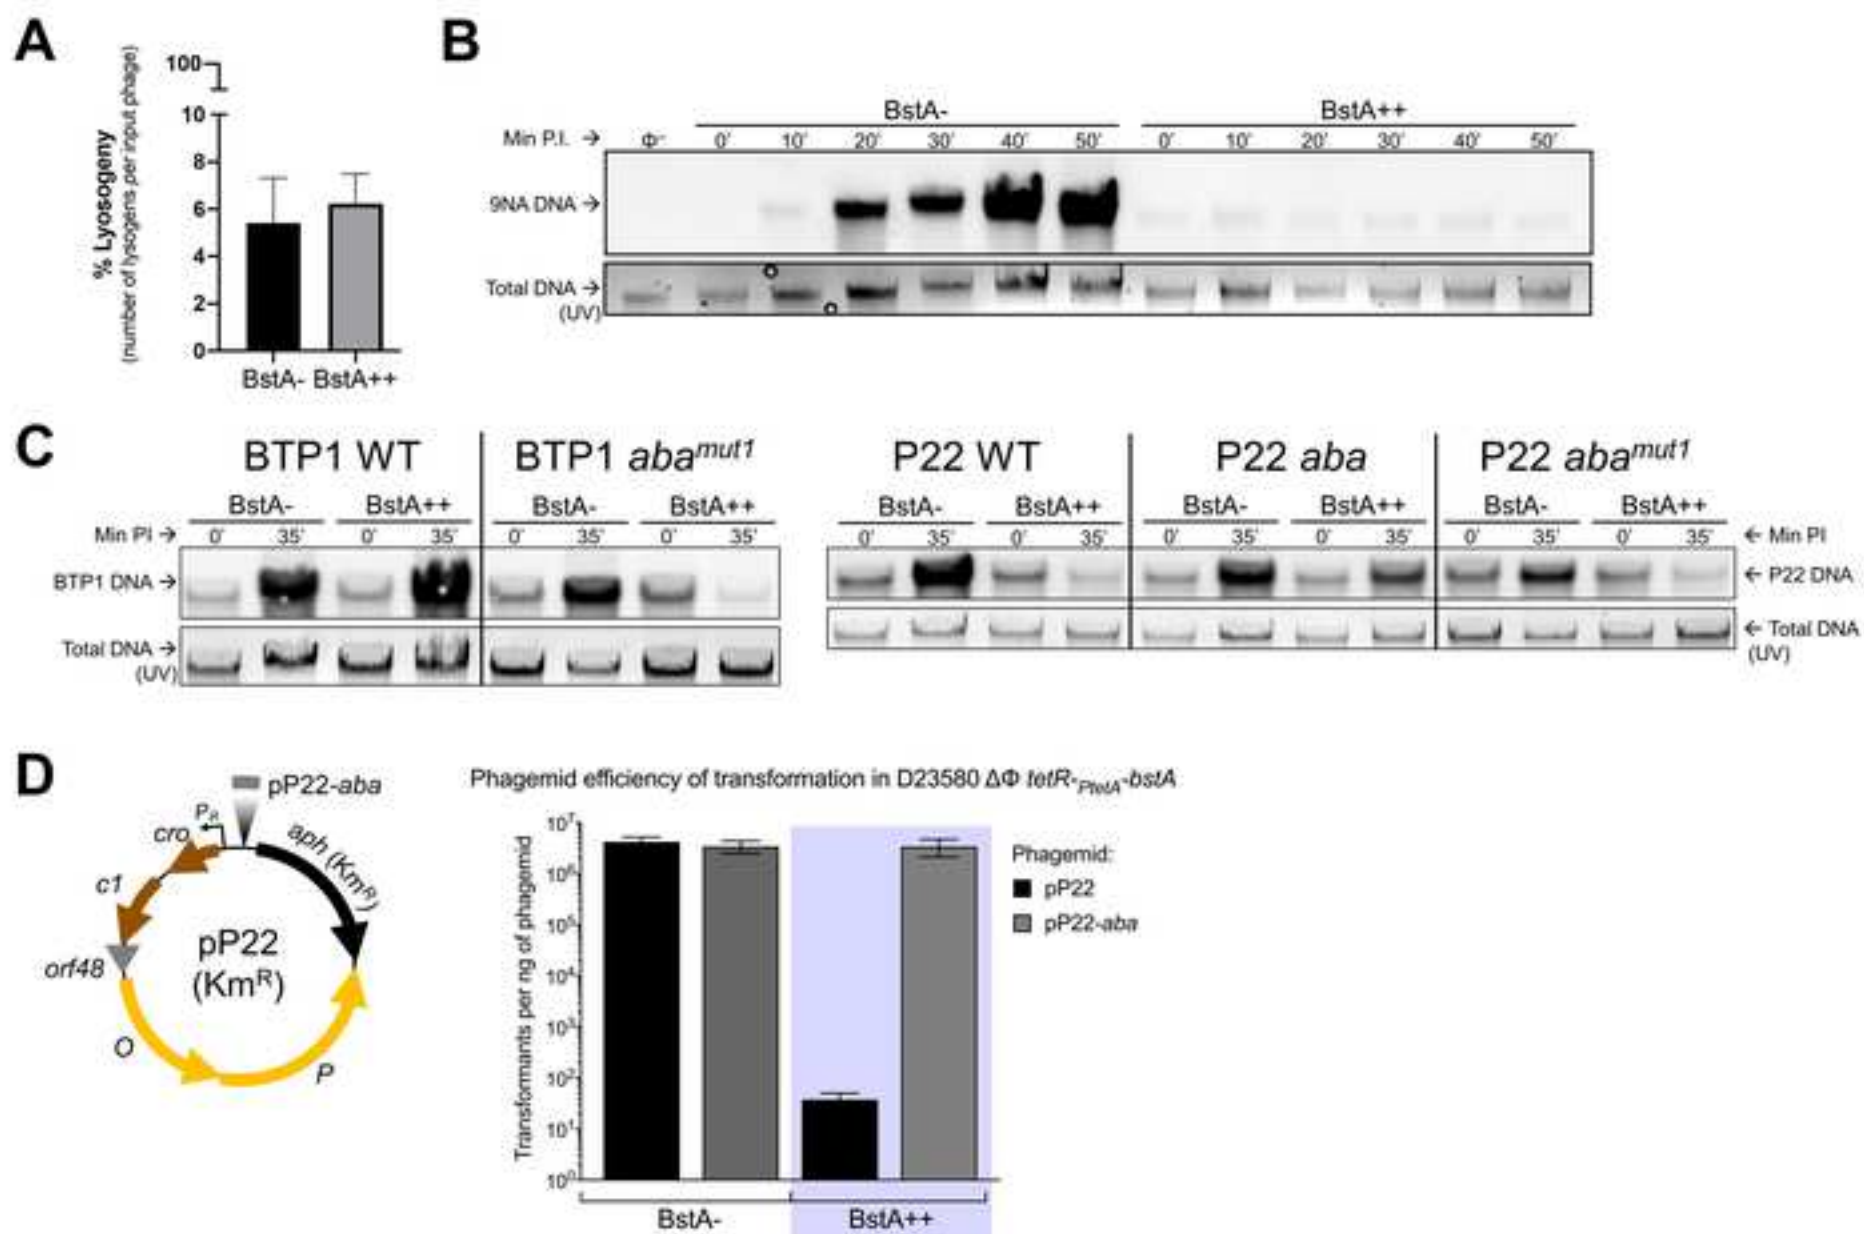 A
% Lyosogeny
(number of lysogens per input phage)
100
10
8
6
4
2
0
BstA- BstA++
B
BstA- BstA++
Min P.I. → Φ⁻ 0' 10' 20' 30' 40' 50' 0' 10' 20' 30' 40' 50'
9NA DNA →
Total DNA →
(UV)
C
BTP1 WT BTP1 aba^mut1
BstA- BstA++ BstA- BstA++
Min PI → 0' 35' 0' 35' 0' 35' 0' 35'
BTP1 DNA →
Total DNA →
(UV)
P22 WT P22 aba P22 aba^mut1
BstA- BstA++ BstA- BstA++ BstA- BstA++
0' 35' 0' 35' 0' 35' 0' 35' 0' 35' 0' 35' ← Min PI
← P22 DNA
← Total DNA
(UV)
D
pP22-aba
P_R
cro
aph (Km^R)
c1
pP22
(Km^R)
orf48
O
P
Phagemid efficiency of transformation in D23580 ΔΦ tetR-_PtetA-bstA
Transformants per ng of phagemid
10^7
10^6
10^5
10^4
10^3
10^2
10^1
10^0
BstA- BstA++
Phagemid:
pP22
pP22-aba